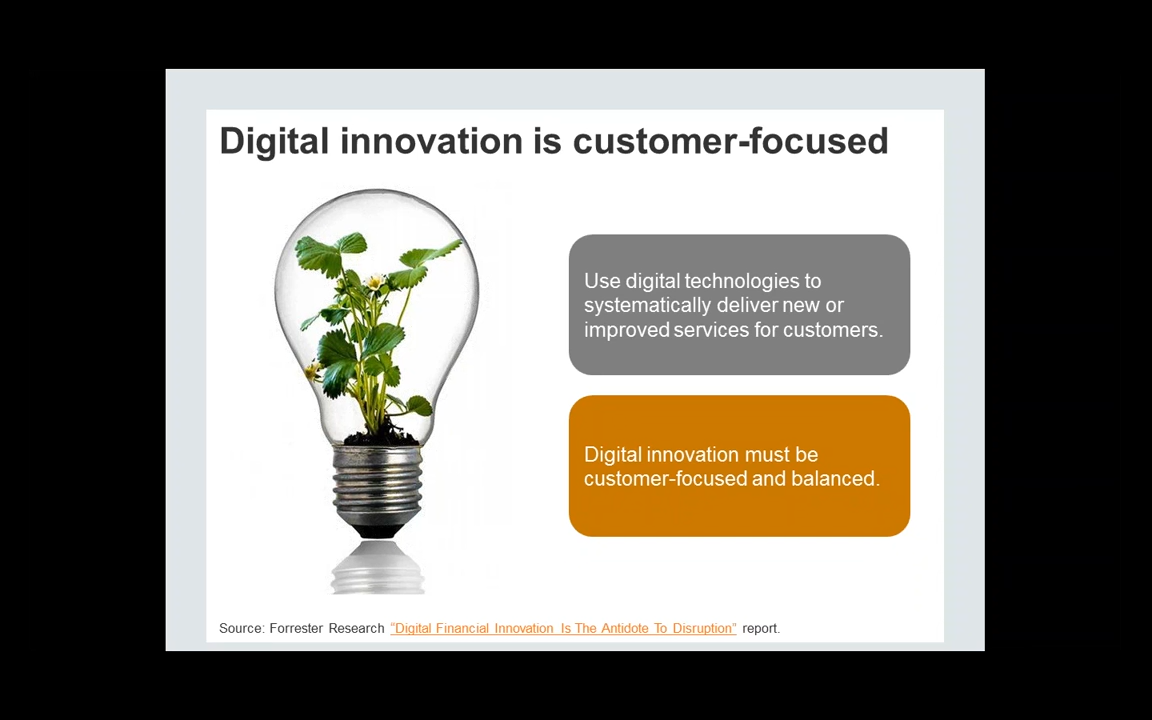 Digital innovation is customer-focused
Use digital technologies to
systematically deliver new or
improved services for customers.
Digital innovation must be
customer-focused and balanced.
Source: Forrester Research “Digital Financial Innovation Is The Antidote To Disruption” report.